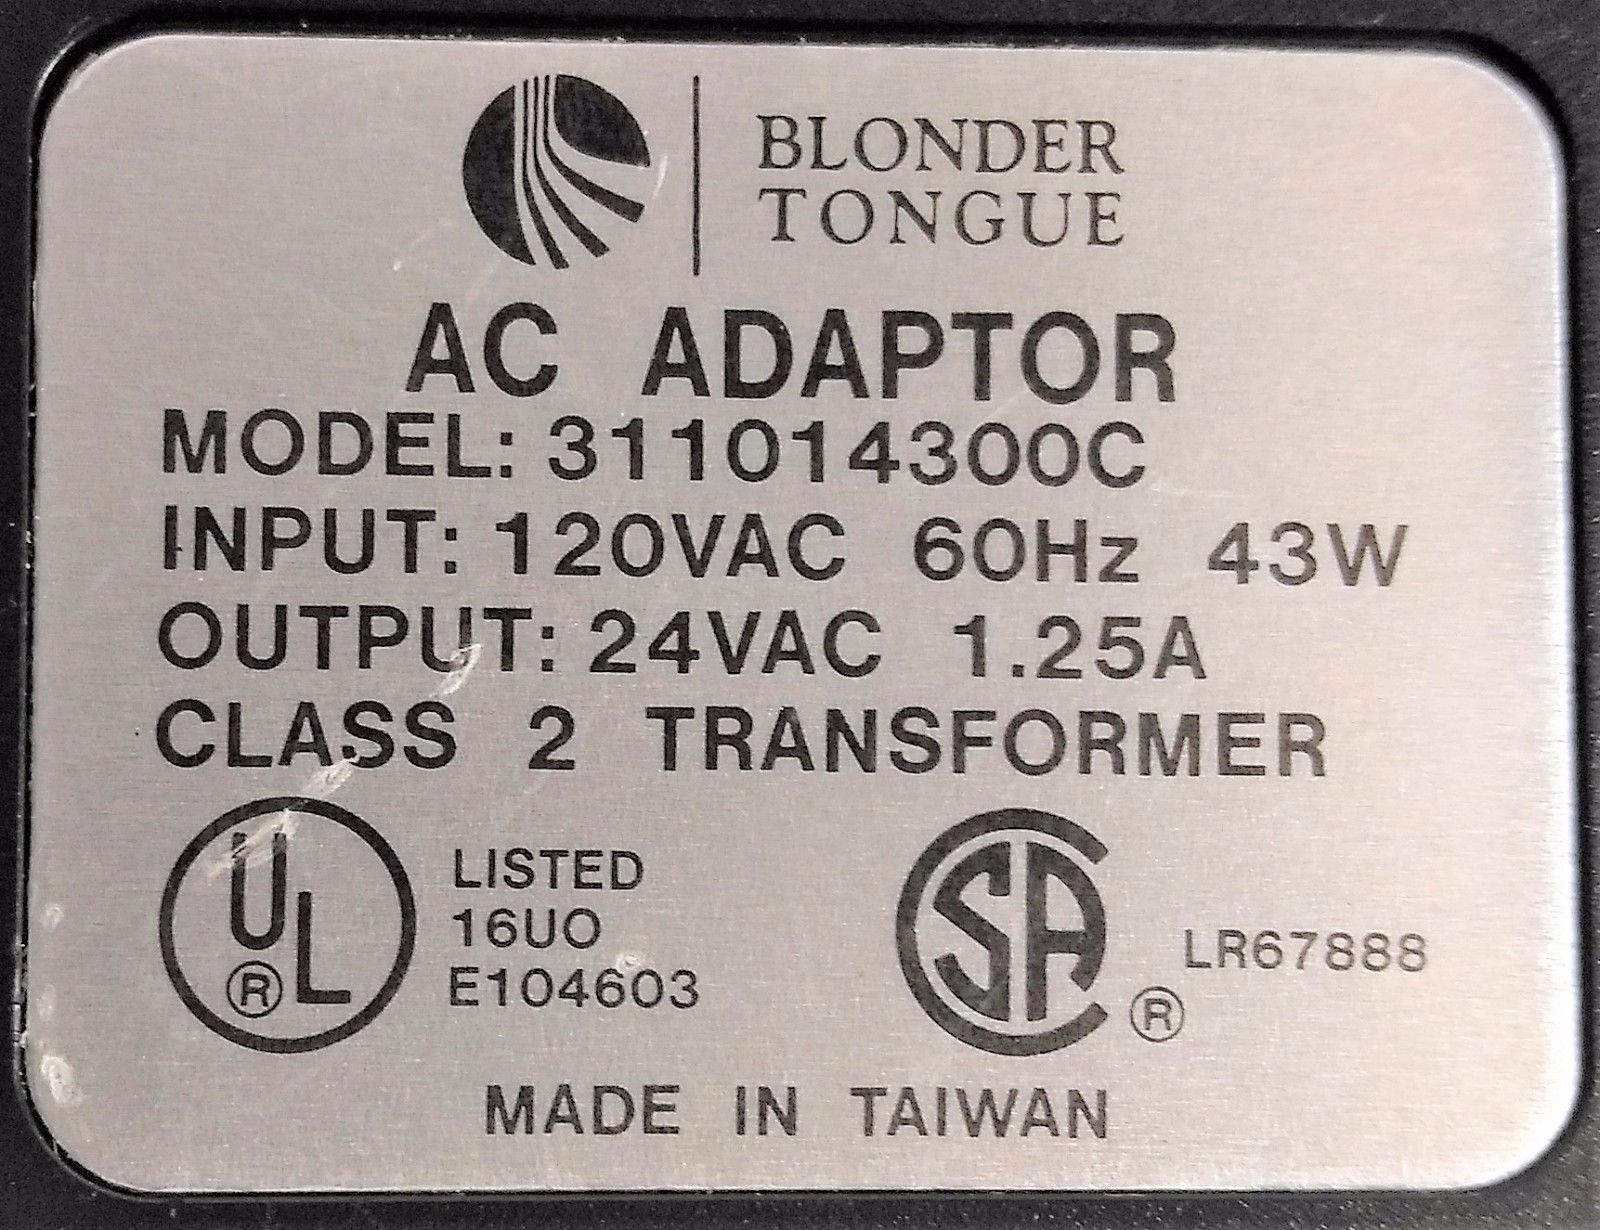 BLONDER
TONGUE
AC ADAPTOR
MODEL: 311014300C
INPUT: 120VAC 60Hz 43W
OUTPUT: 24VAC 1.25A
CLASS 2 TRANSFORMER
UL ®
LISTED
16UO
E104603
SA ®
LR67888
MADE IN TAIWAN